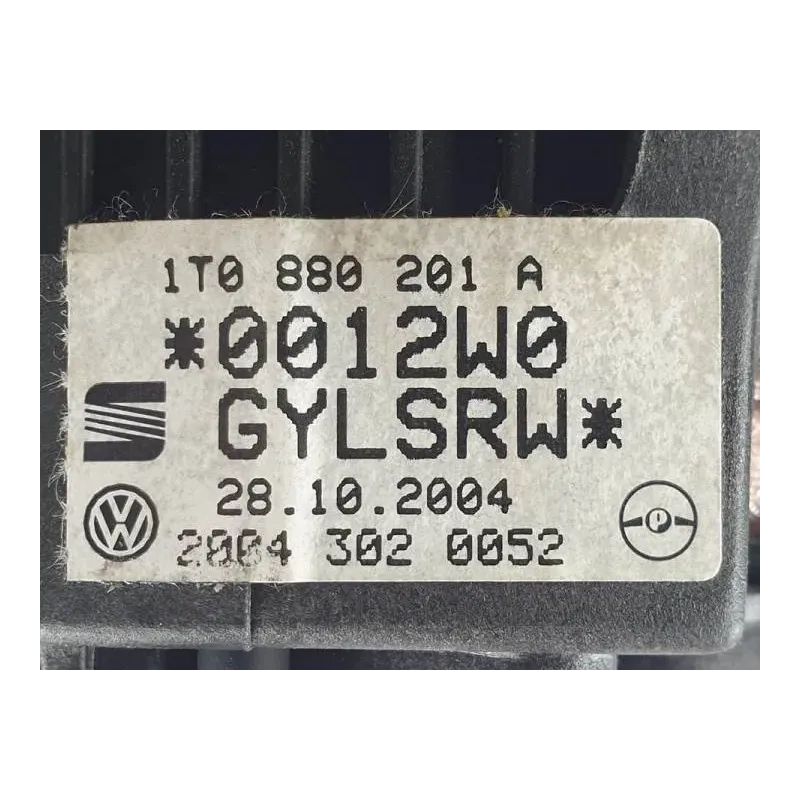 1T0 880 201 A
*0012W0
GYLSRW*
28.10.2004
2004 302 0052
P